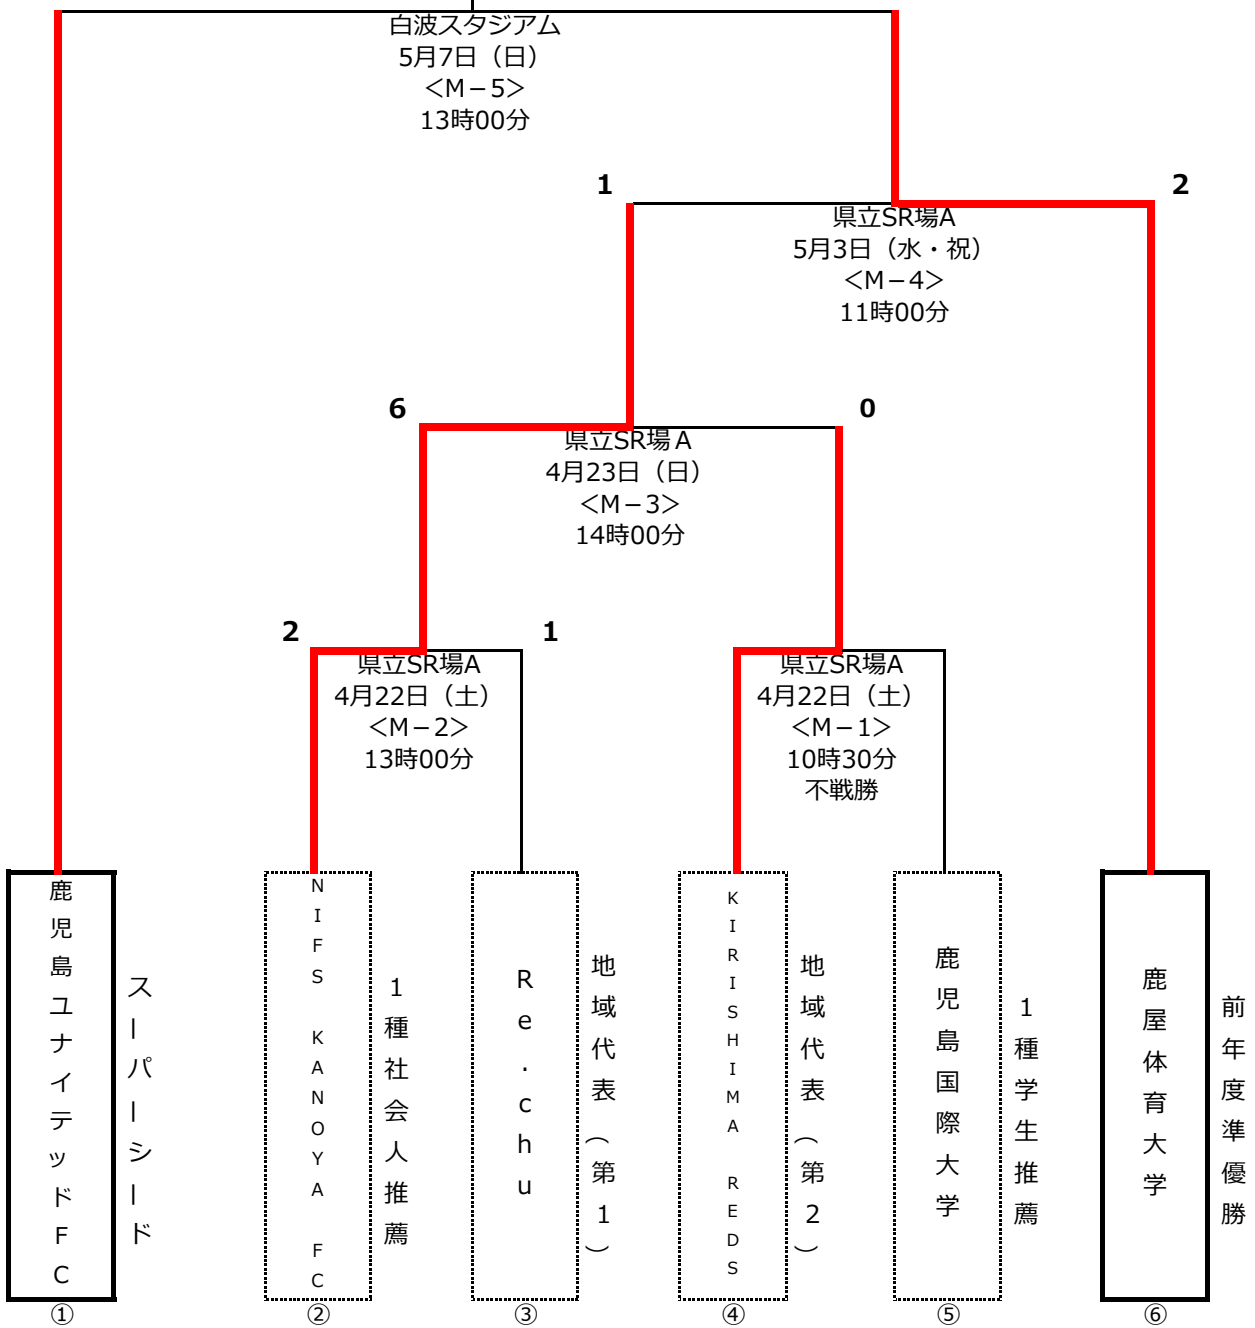 白波スタジアム
5月7日（日）
＜M－5＞
13時00分
1
2
県立SR場A
5月3日（水・祝）
＜M－4＞
11時00分
6
0
県立SR場A
4月23日（日）
＜M－3＞
14時00分
2
1
県立SR場A
4月22日（土）
＜M－2＞
13時00分
県立SR場A
4月22日（土）
＜M－1＞
10時30分
不戦勝
鹿児島ユナイテッドFC
スーパーシード
NIFS KANOYA FC
1種社会人推薦
Re.chu
地域代表（第1）
KIRISHIMA REDS
地域代表（第2）
鹿児島国際大学
1種学生推薦
鹿屋体育大学
前年度準優勝
①
②
③
④
⑤
⑥